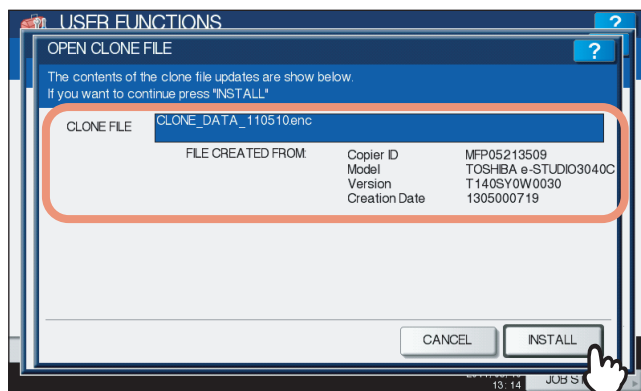 USER FUNCTIONS
?
OPEN CLONE FILE
?
The contents of the clone file updates are show below.
If you want to continue press "INSTALL"
CLONE FILE
CLONE_DATA_110510.enc
FILE CREATED FROM:
Copier ID MFP05213509
Model TOSHIBA e-STUDIO3040C
Version T140SY0W0030
Creation Date 1305000719
CANCEL
INSTALL
13:14
JOB S